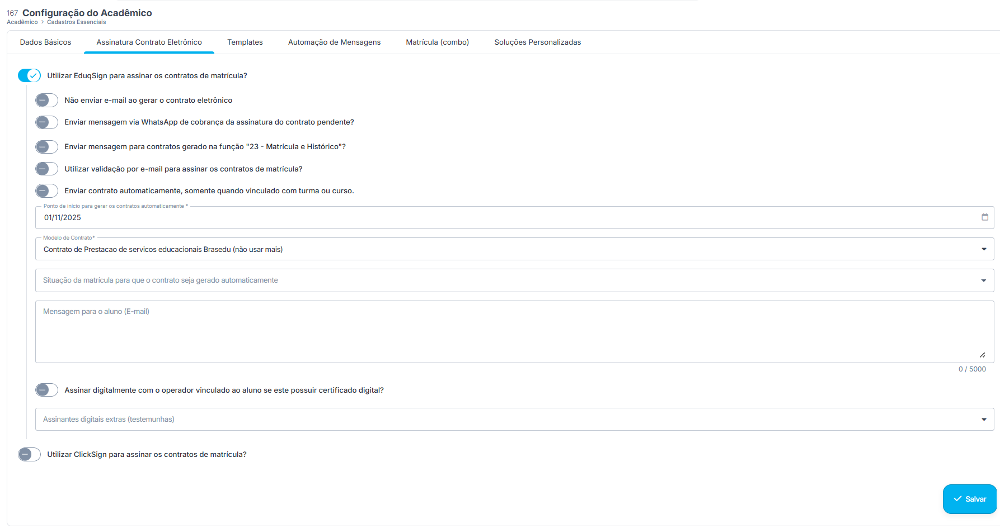 167 Configuração do Acadêmico
Acadêmico > Cadastros Essenciais
Dados Básicos Assinatura Contrato Eletrônico Templates Automação de Mensagens Matrícula (combo) Soluções Personalizadas
Utilizar EduqSign para assinar os contratos de matrícula?
Não enviar e-mail ao gerar o contrato eletrônico
Enviar mensagem via WhatsApp de cobrança da assinatura do contrato pendente?
Enviar mensagem para contratos gerado na função "23 - Matrícula e Histórico"?
Utilizar validação por e-mail para assinar os contratos de matrícula?
Enviar contrato automaticamente, somente quando vinculado com turma ou curso.
Ponto de início para gerar os contratos automaticamente *
01/11/2025
Modelo de Contrato*
Contrato de Prestacao de servicos educacionais Brasedu (não usar mais)
Situação da matrícula para que o contrato seja gerado automaticamente
Mensagem para o aluno (E-mail)
0 / 5000
Assinar digitalmente com o operador vinculado ao aluno se este possuir certificado digital?
Assinantes digitais extras (testemunhas)
Utilizar ClickSign para assinar os contratos de matrícula?
Salvar